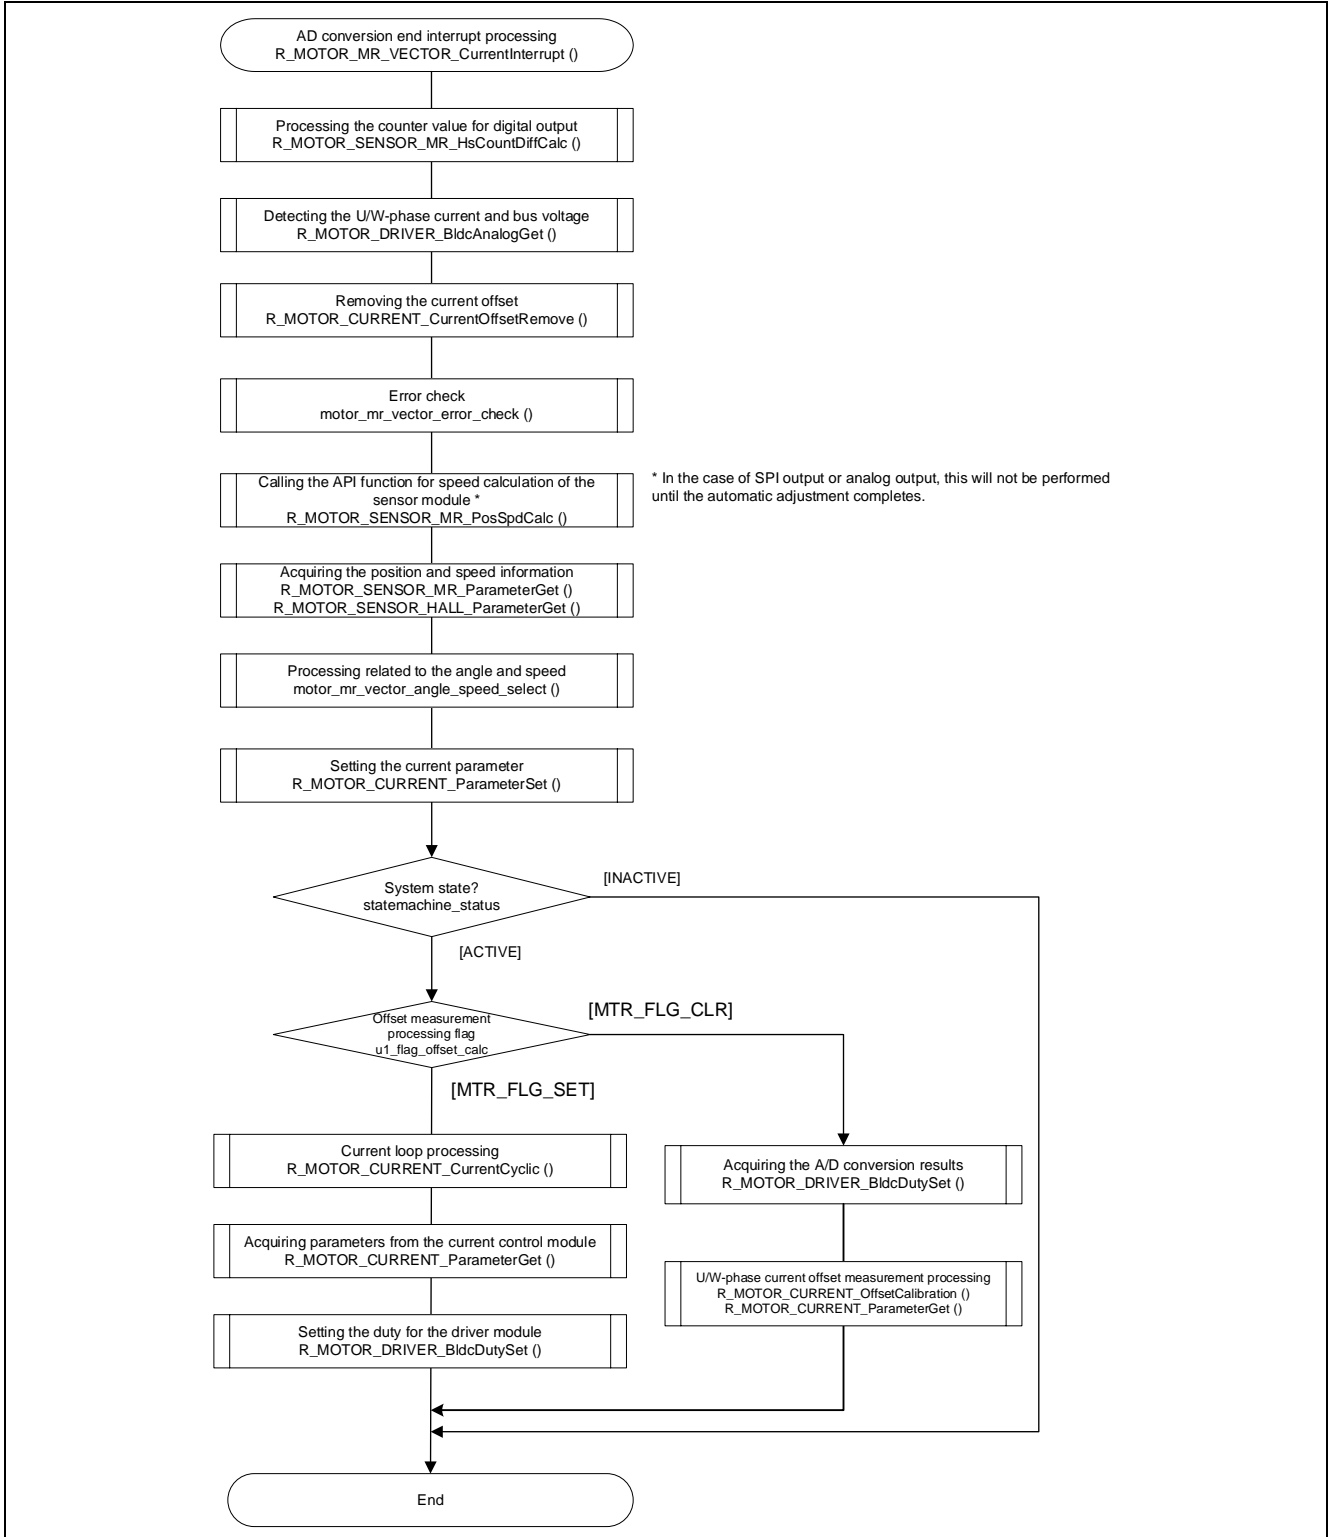 AD conversion end interrupt processing
R_MOTOR_MR_VECTOR_CurrentInterrupt ()
Processing the counter value for digital output
R_MOTOR_SENSOR_MR_HsCountDiffCalc ()
Detecting the U/W-phase current and bus voltage
R_MOTOR_DRIVER_BldcAnalogGet ()
Removing the current offset
R_MOTOR_CURRENT_CurrentOffsetRemove ()
Error check
motor_mr_vector_error_check ()
Calling the API function for speed calculation of the
sensor module *
R_MOTOR_SENSOR_MR_PosSpdCalc ()
* In the case of SPI output or analog output, this will not be performed
until the automatic adjustment completes.
Acquiring the position and speed information
R_MOTOR_SENSOR_MR_ParameterGet ()
R_MOTOR_SENSOR_HALL_ParameterGet ()
Processing related to the angle and speed
motor_mr_vector_angle_speed_select ()
Setting the current parameter
R_MOTOR_CURRENT_ParameterSet ()
System state?
statemachine_status
[INACTIVE]
[ACTIVE]
Offset measurement
processing flag
u1_flag_offset_calc
[MTR_FLG_CLR]
[MTR_FLG_SET]
Current loop processing
R_MOTOR_CURRENT_CurrentCyclic ()
Acquiring the A/D conversion results
R_MOTOR_DRIVER_BldcDutySet ()
Acquiring parameters from the current control module
R_MOTOR_CURRENT_ParameterGet ()
U/W-phase current offset measurement processing
R_MOTOR_CURRENT_OffsetCalibration ()
R_MOTOR_CURRENT_ParameterGet ()
Setting the duty for the driver module
R_MOTOR_DRIVER_BldcDutySet ()
End